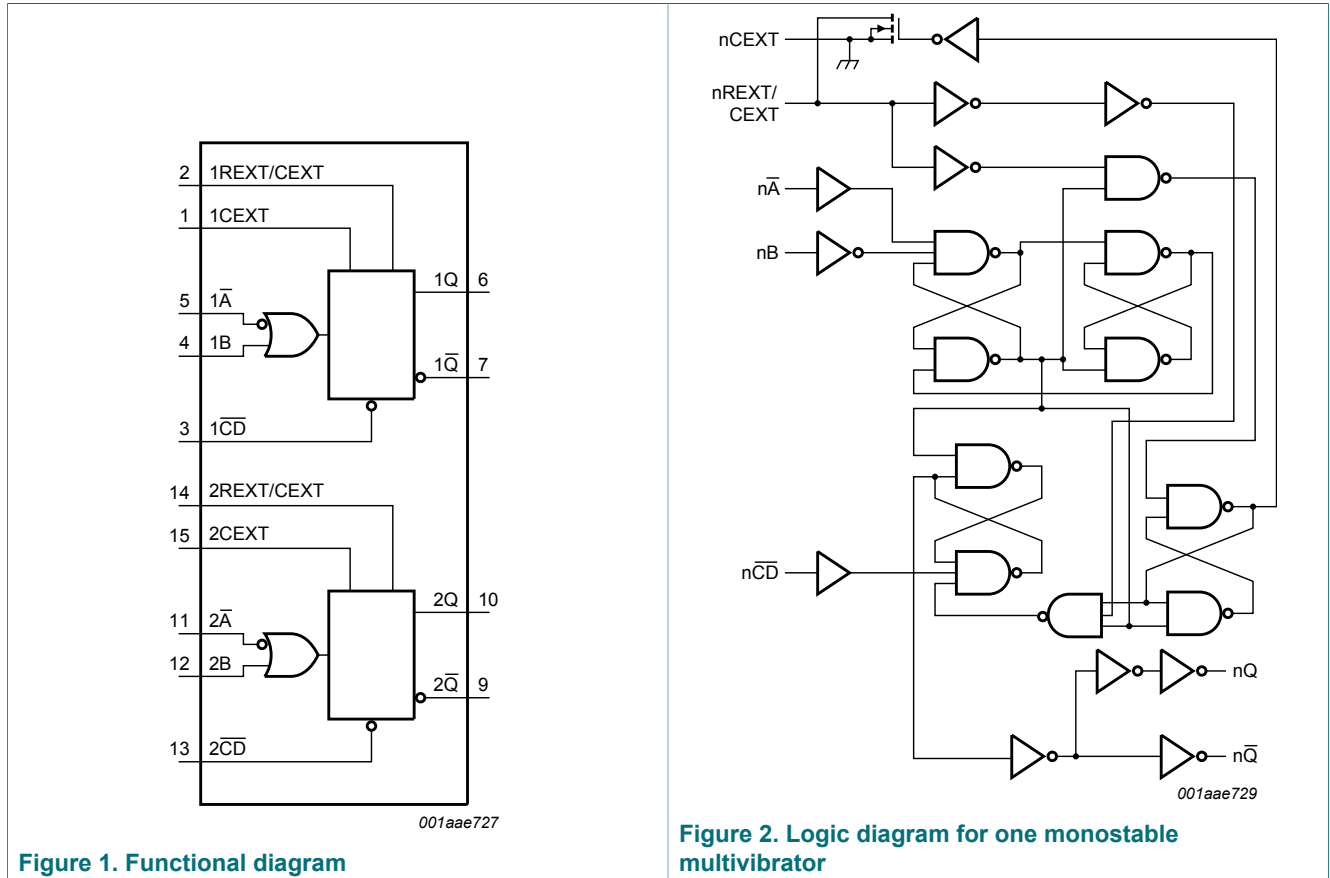 2 1REXT/CEXT
1 1CEXT
5 1A̅
4 1B
3 1C̅D̅
1Q 6
1Q̅ 7
14 2REXT/CEXT
15 2CEXT
11 2A̅
12 2B
13 2C̅D̅
2Q 10
2Q̅ 9
001aae727
Figure 1. Functional diagram
nCEXT
nREXT/
CEXT
nA̅
nB
nC̅D̅
nQ
nQ̅
001aae729
Figure 2. Logic diagram for one monostable
multivibrator